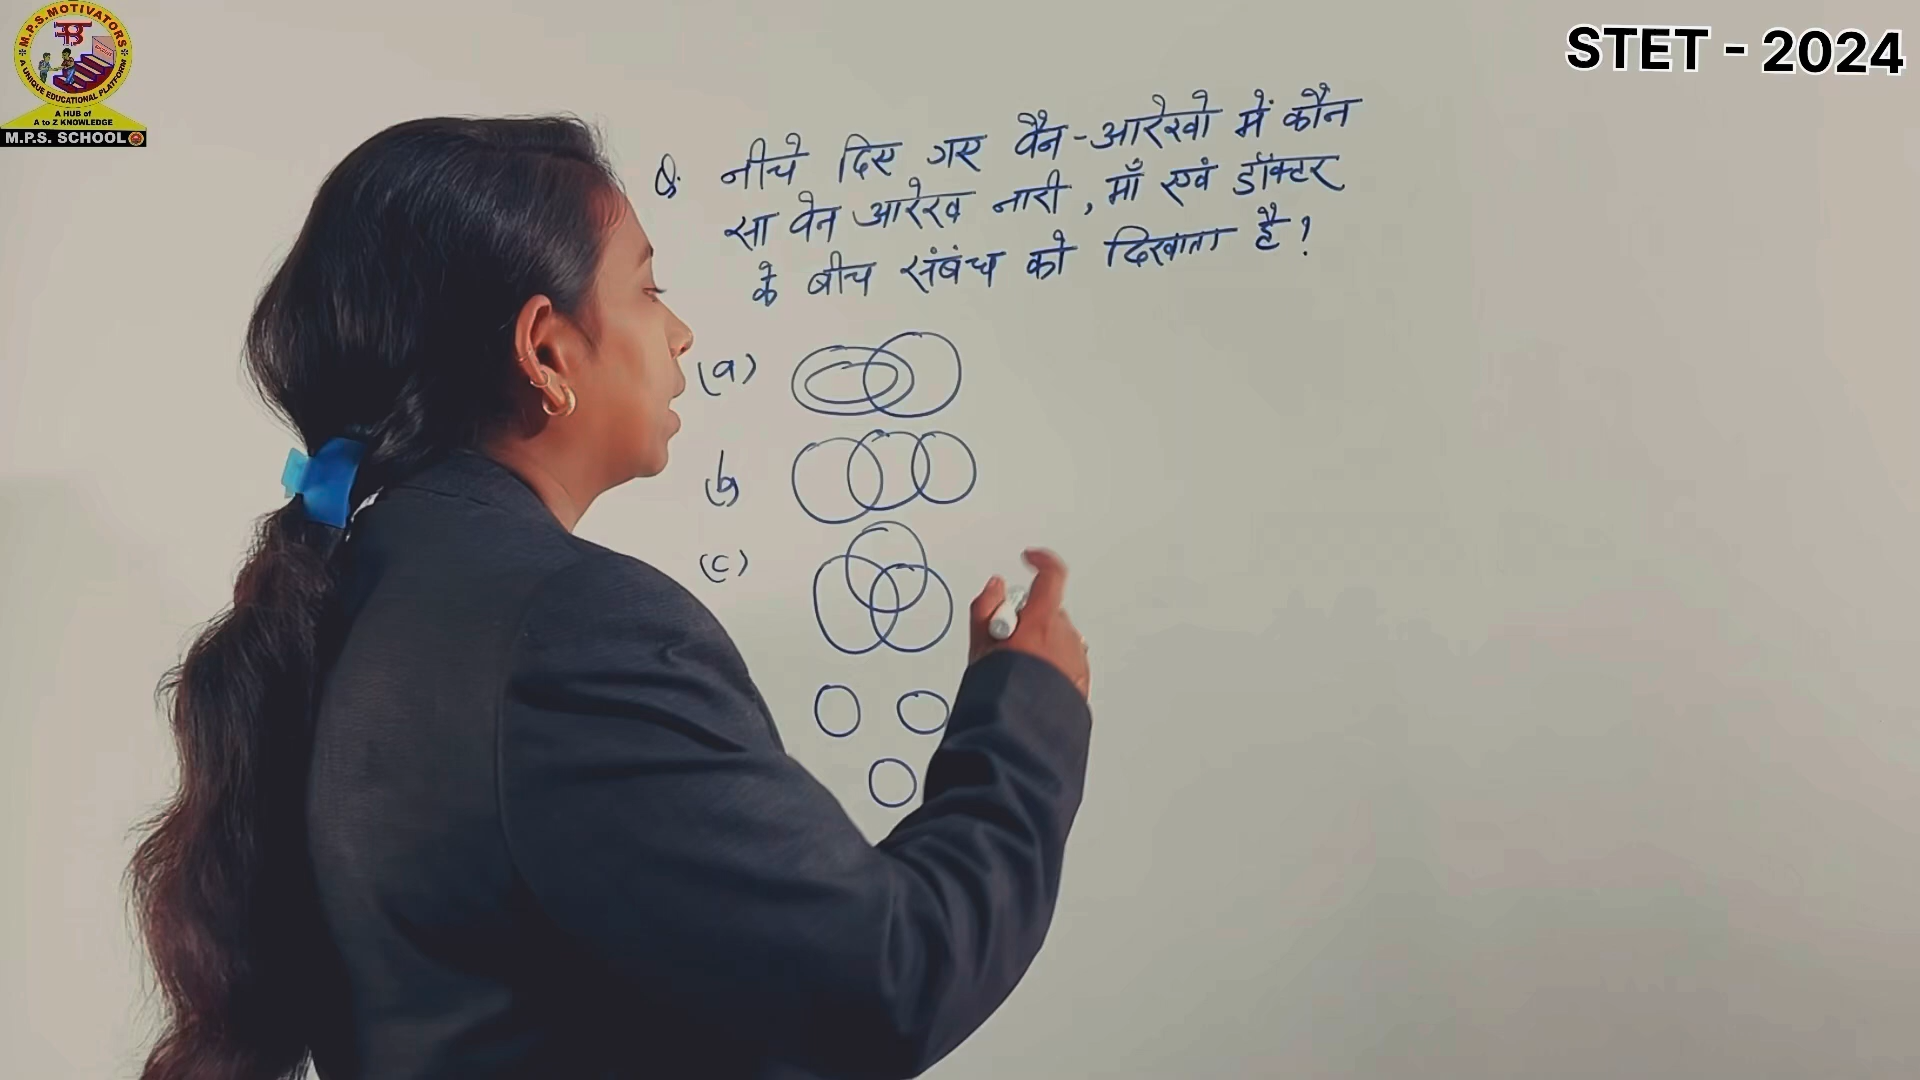 M.P.S.MOTIVATORS
A UNIQUE EDUCATIONAL PLATFORM
A HUB of
A to Z KNOWLEDGE
M.P.S. SCHOOL
STET - 2024
Q. नीचे दिए गए वैन-आरेखो में कौन
सा वेन आरेख नारी, माँ एवं डॉक्टर
के बीच संबंध को दिखाता है?
(a)
(b)
(c)